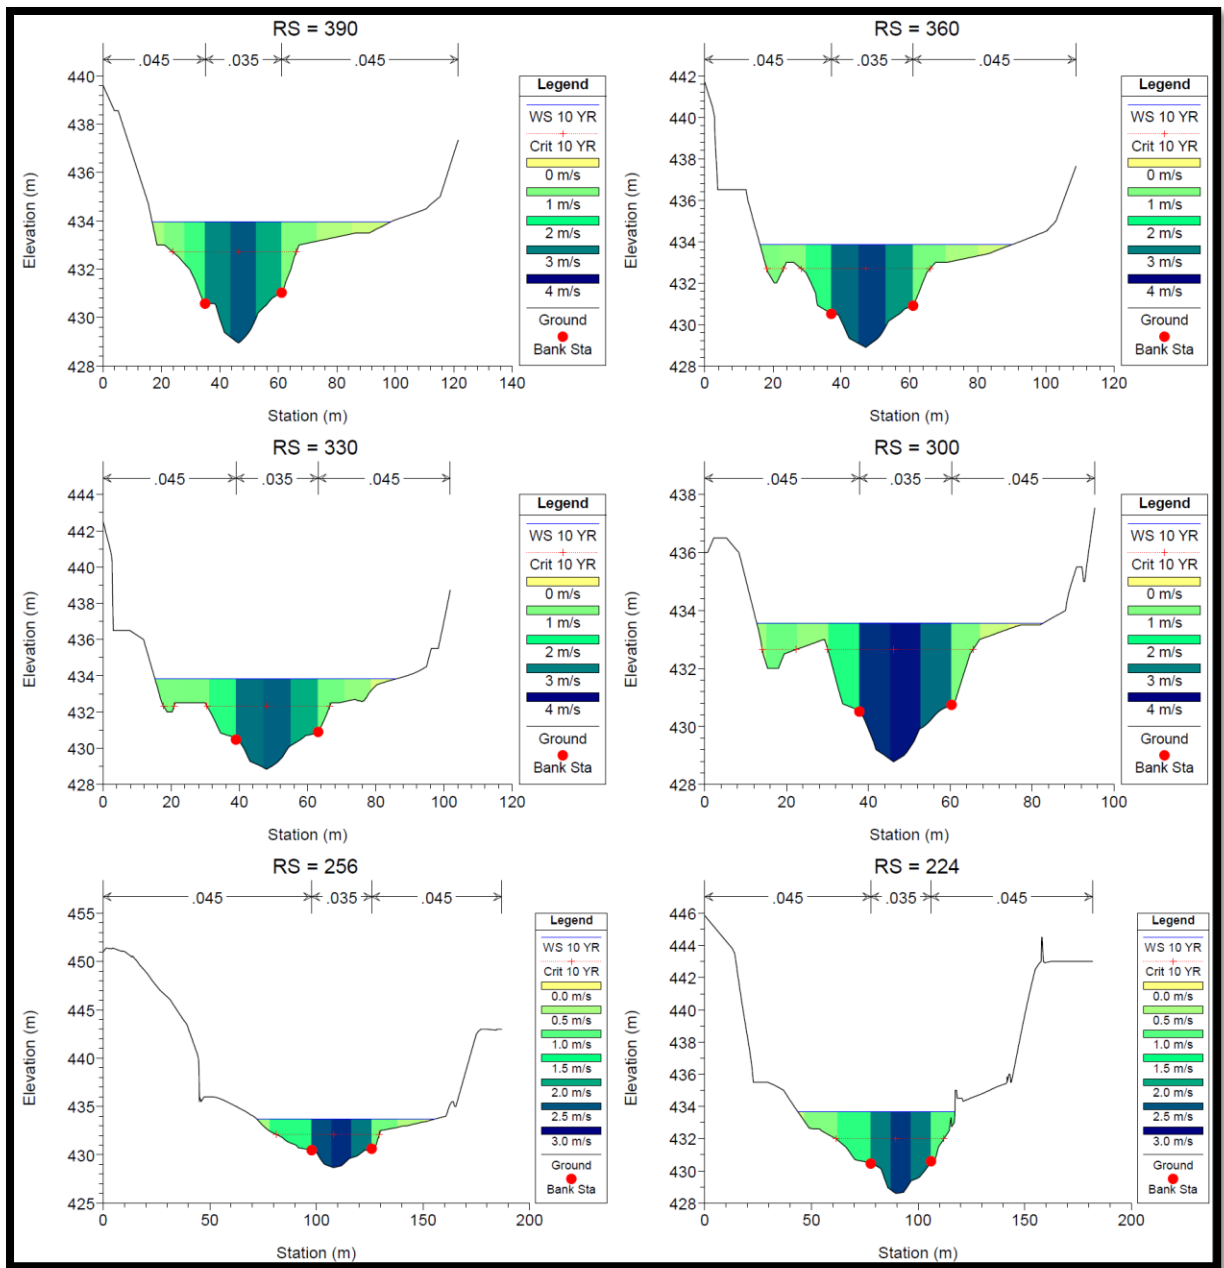 RS = 390
.045 .035 .045
440
438
436
434
432
430
428
Elevation (m)
0 20 40 60 80 100 120 140
Station (m)
Legend
WS 10 YR
Crit 10 YR
0 m/s
1 m/s
2 m/s
3 m/s
4 m/s
Ground
Bank Sta
RS = 360
.045 .035 .045
442
440
438
436
434
432
430
428
Elevation (m)
0 20 40 60 80 100 120
Station (m)
Legend
WS 10 YR
Crit 10 YR
0 m/s
1 m/s
2 m/s
3 m/s
4 m/s
Ground
Bank Sta
RS = 330
.045 .035 .045
444
442
440
438
436
434
432
430
428
Elevation (m)
0 20 40 60 80 100 120
Station (m)
Legend
WS 10 YR
Crit 10 YR
0 m/s
1 m/s
2 m/s
3 m/s
4 m/s
Ground
Bank Sta
RS = 300
.045 .035 .045
438
436
434
432
430
428
Elevation (m)
0 20 40 60 80 100
Station (m)
Legend
WS 10 YR
Crit 10 YR
0 m/s
1 m/s
2 m/s
3 m/s
4 m/s
Ground
Bank Sta
RS = 256
.045 .035 .045
455
450
445
440
435
430
425
Elevation (m)
0 50 100 150 200
Station (m)
Legend
WS 10 YR
Crit 10 YR
0.0 m/s
0.5 m/s
1.0 m/s
1.5 m/s
2.0 m/s
2.5 m/s
3.0 m/s
Ground
Bank Sta
RS = 224
.045 .035 .045
446
444
442
440
438
436
434
432
430
428
Elevation (m)
0 50 100 150 200
Station (m)
Legend
WS 10 YR
Crit 10 YR
0.0 m/s
0.5 m/s
1.0 m/s
1.5 m/s
2.0 m/s
2.5 m/s
3.0 m/s
Ground
Bank Sta